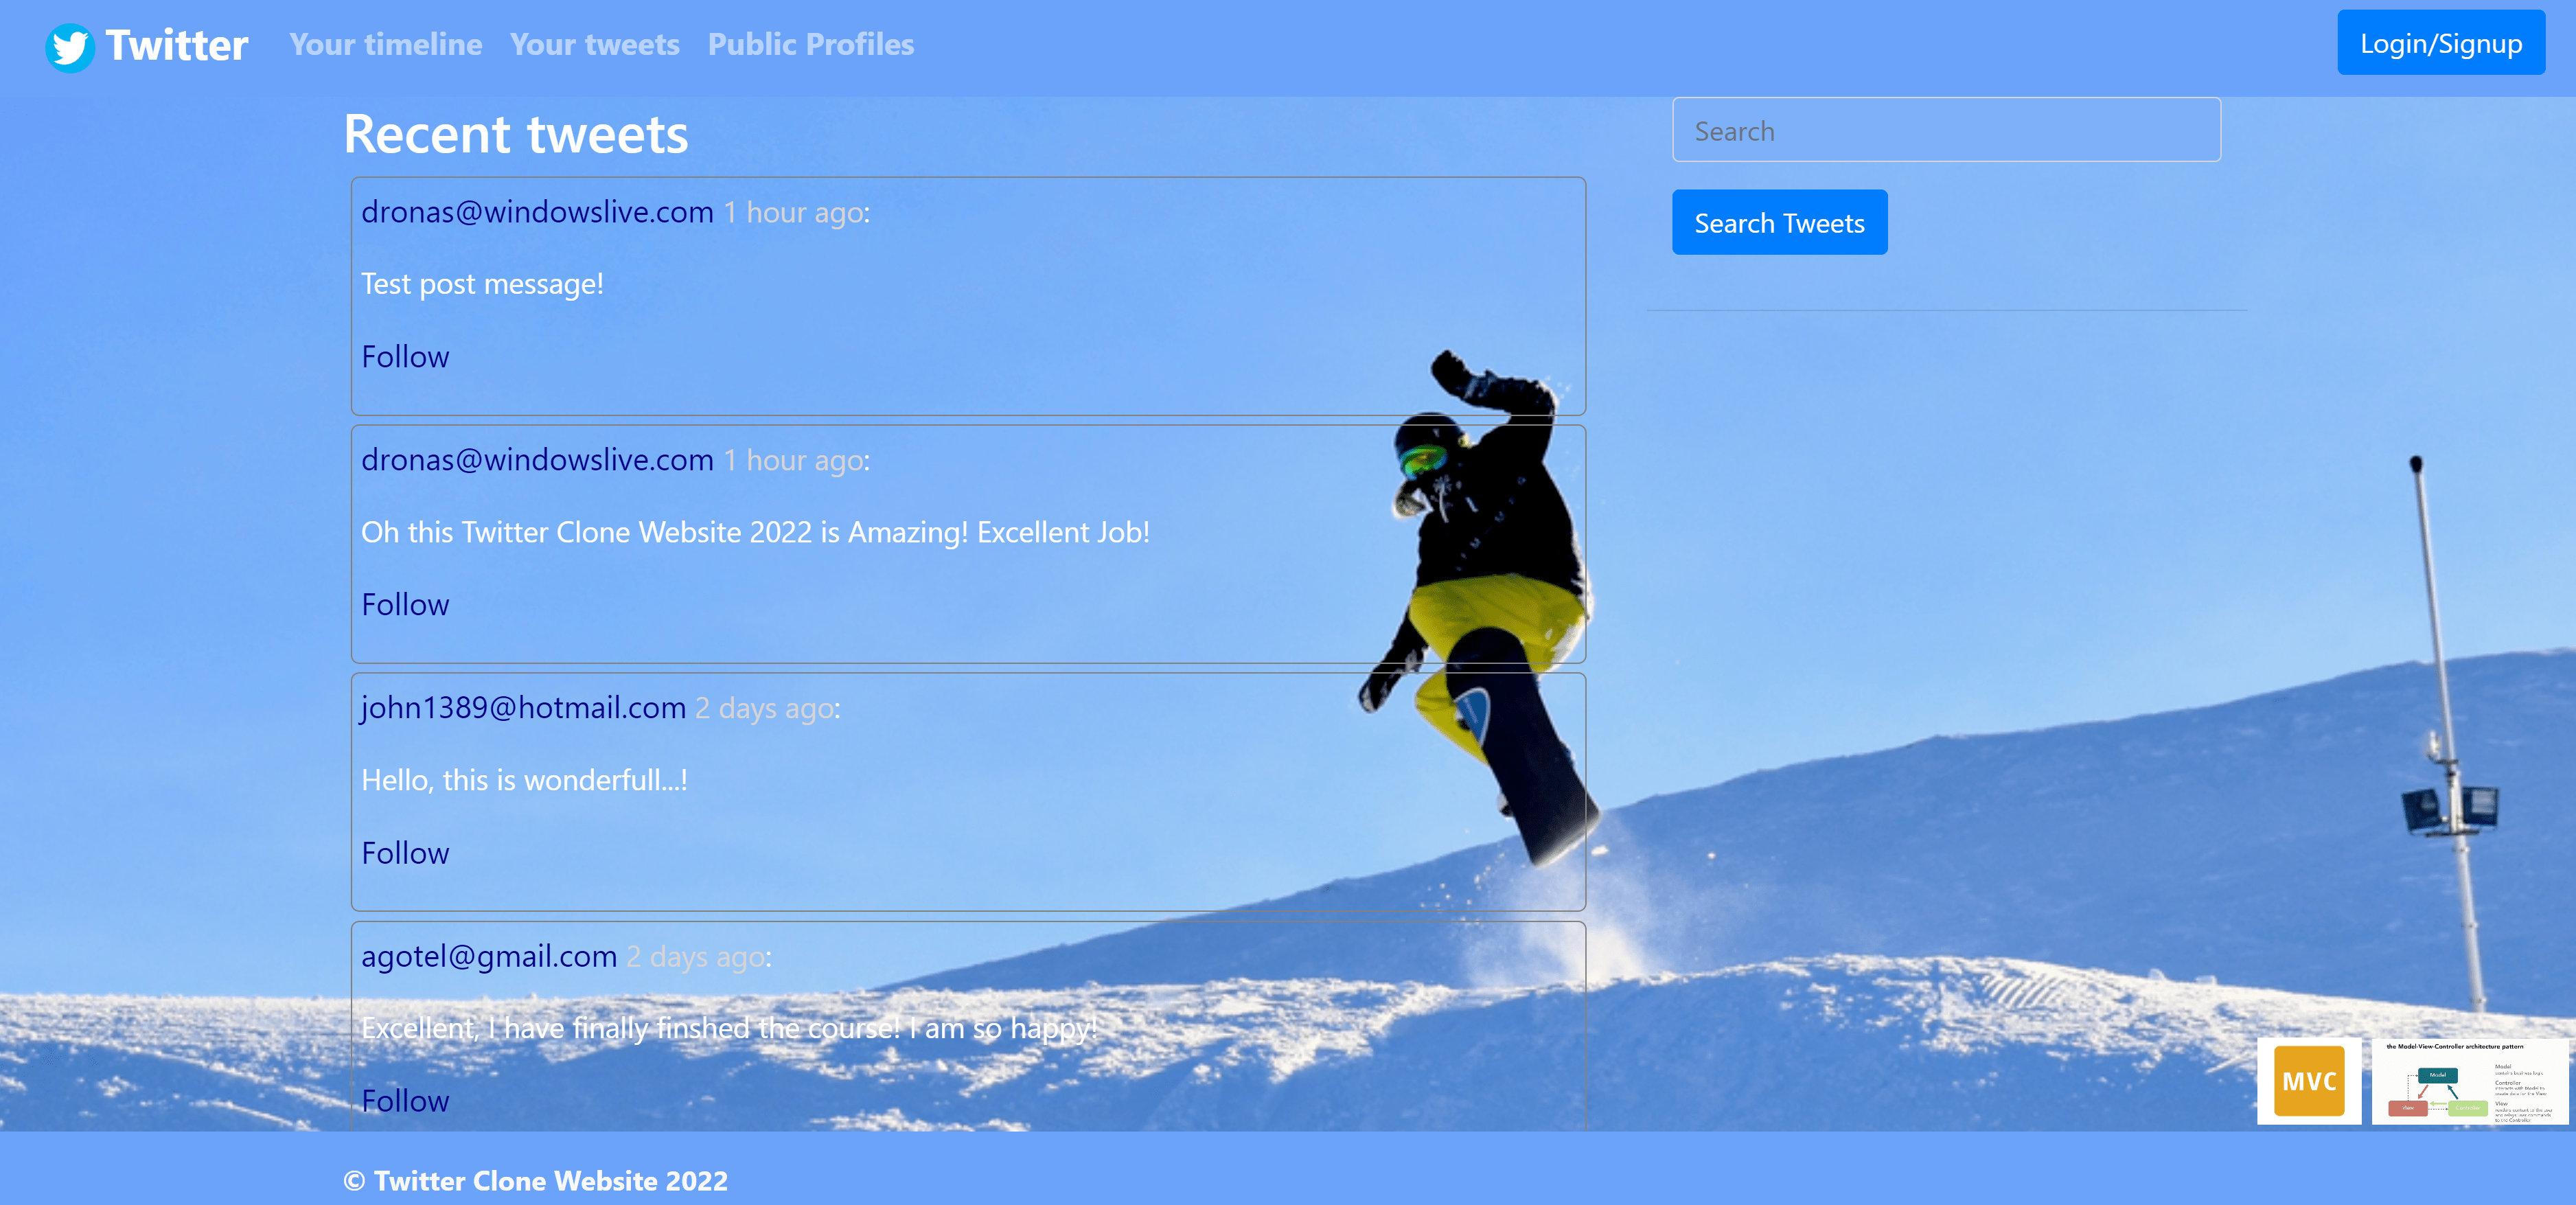 Twitter Your timeline Your tweets Public Profiles Login/Signup
Recent tweets
Search
Search Tweets
dronas@windowslive.com 1 hour ago:
Test post message!
Follow
dronas@windowslive.com 1 hour ago:
Oh this Twitter Clone Website 2022 is Amazing! Excellent Job!
Follow
john1389@hotmail.com 2 days ago:
Hello, this is wonderfull...!
Follow
agotel@gmail.com 2 days ago:
Excellent, I have finally finshed the course! I am so happy!
Follow
MVC
the Model-View-Controller architecture pattern
Model
View
Controller
Model
Controller
View
© Twitter Clone Website 2022